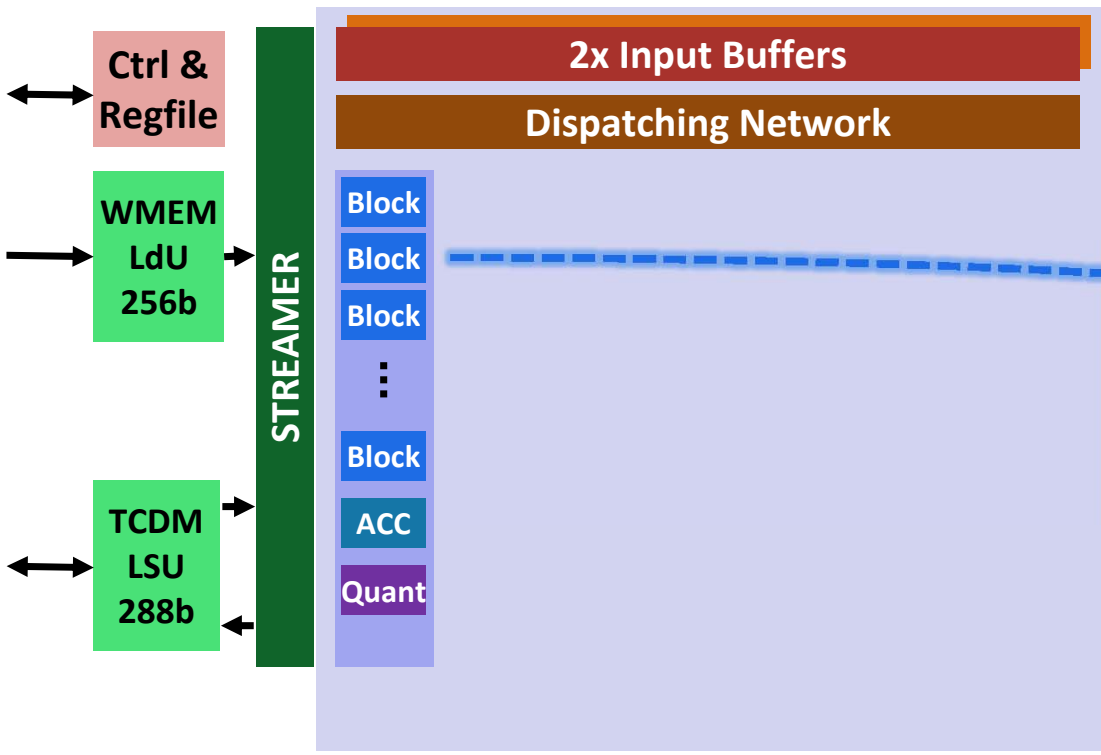 Ctrl &
Regfile
WMEM
LdU
256b
TCDM
LSU
288b
STREAMER
2x Input Buffers
Dispatching Network
Block
Block
Block
⋮
Block
ACC
Quant